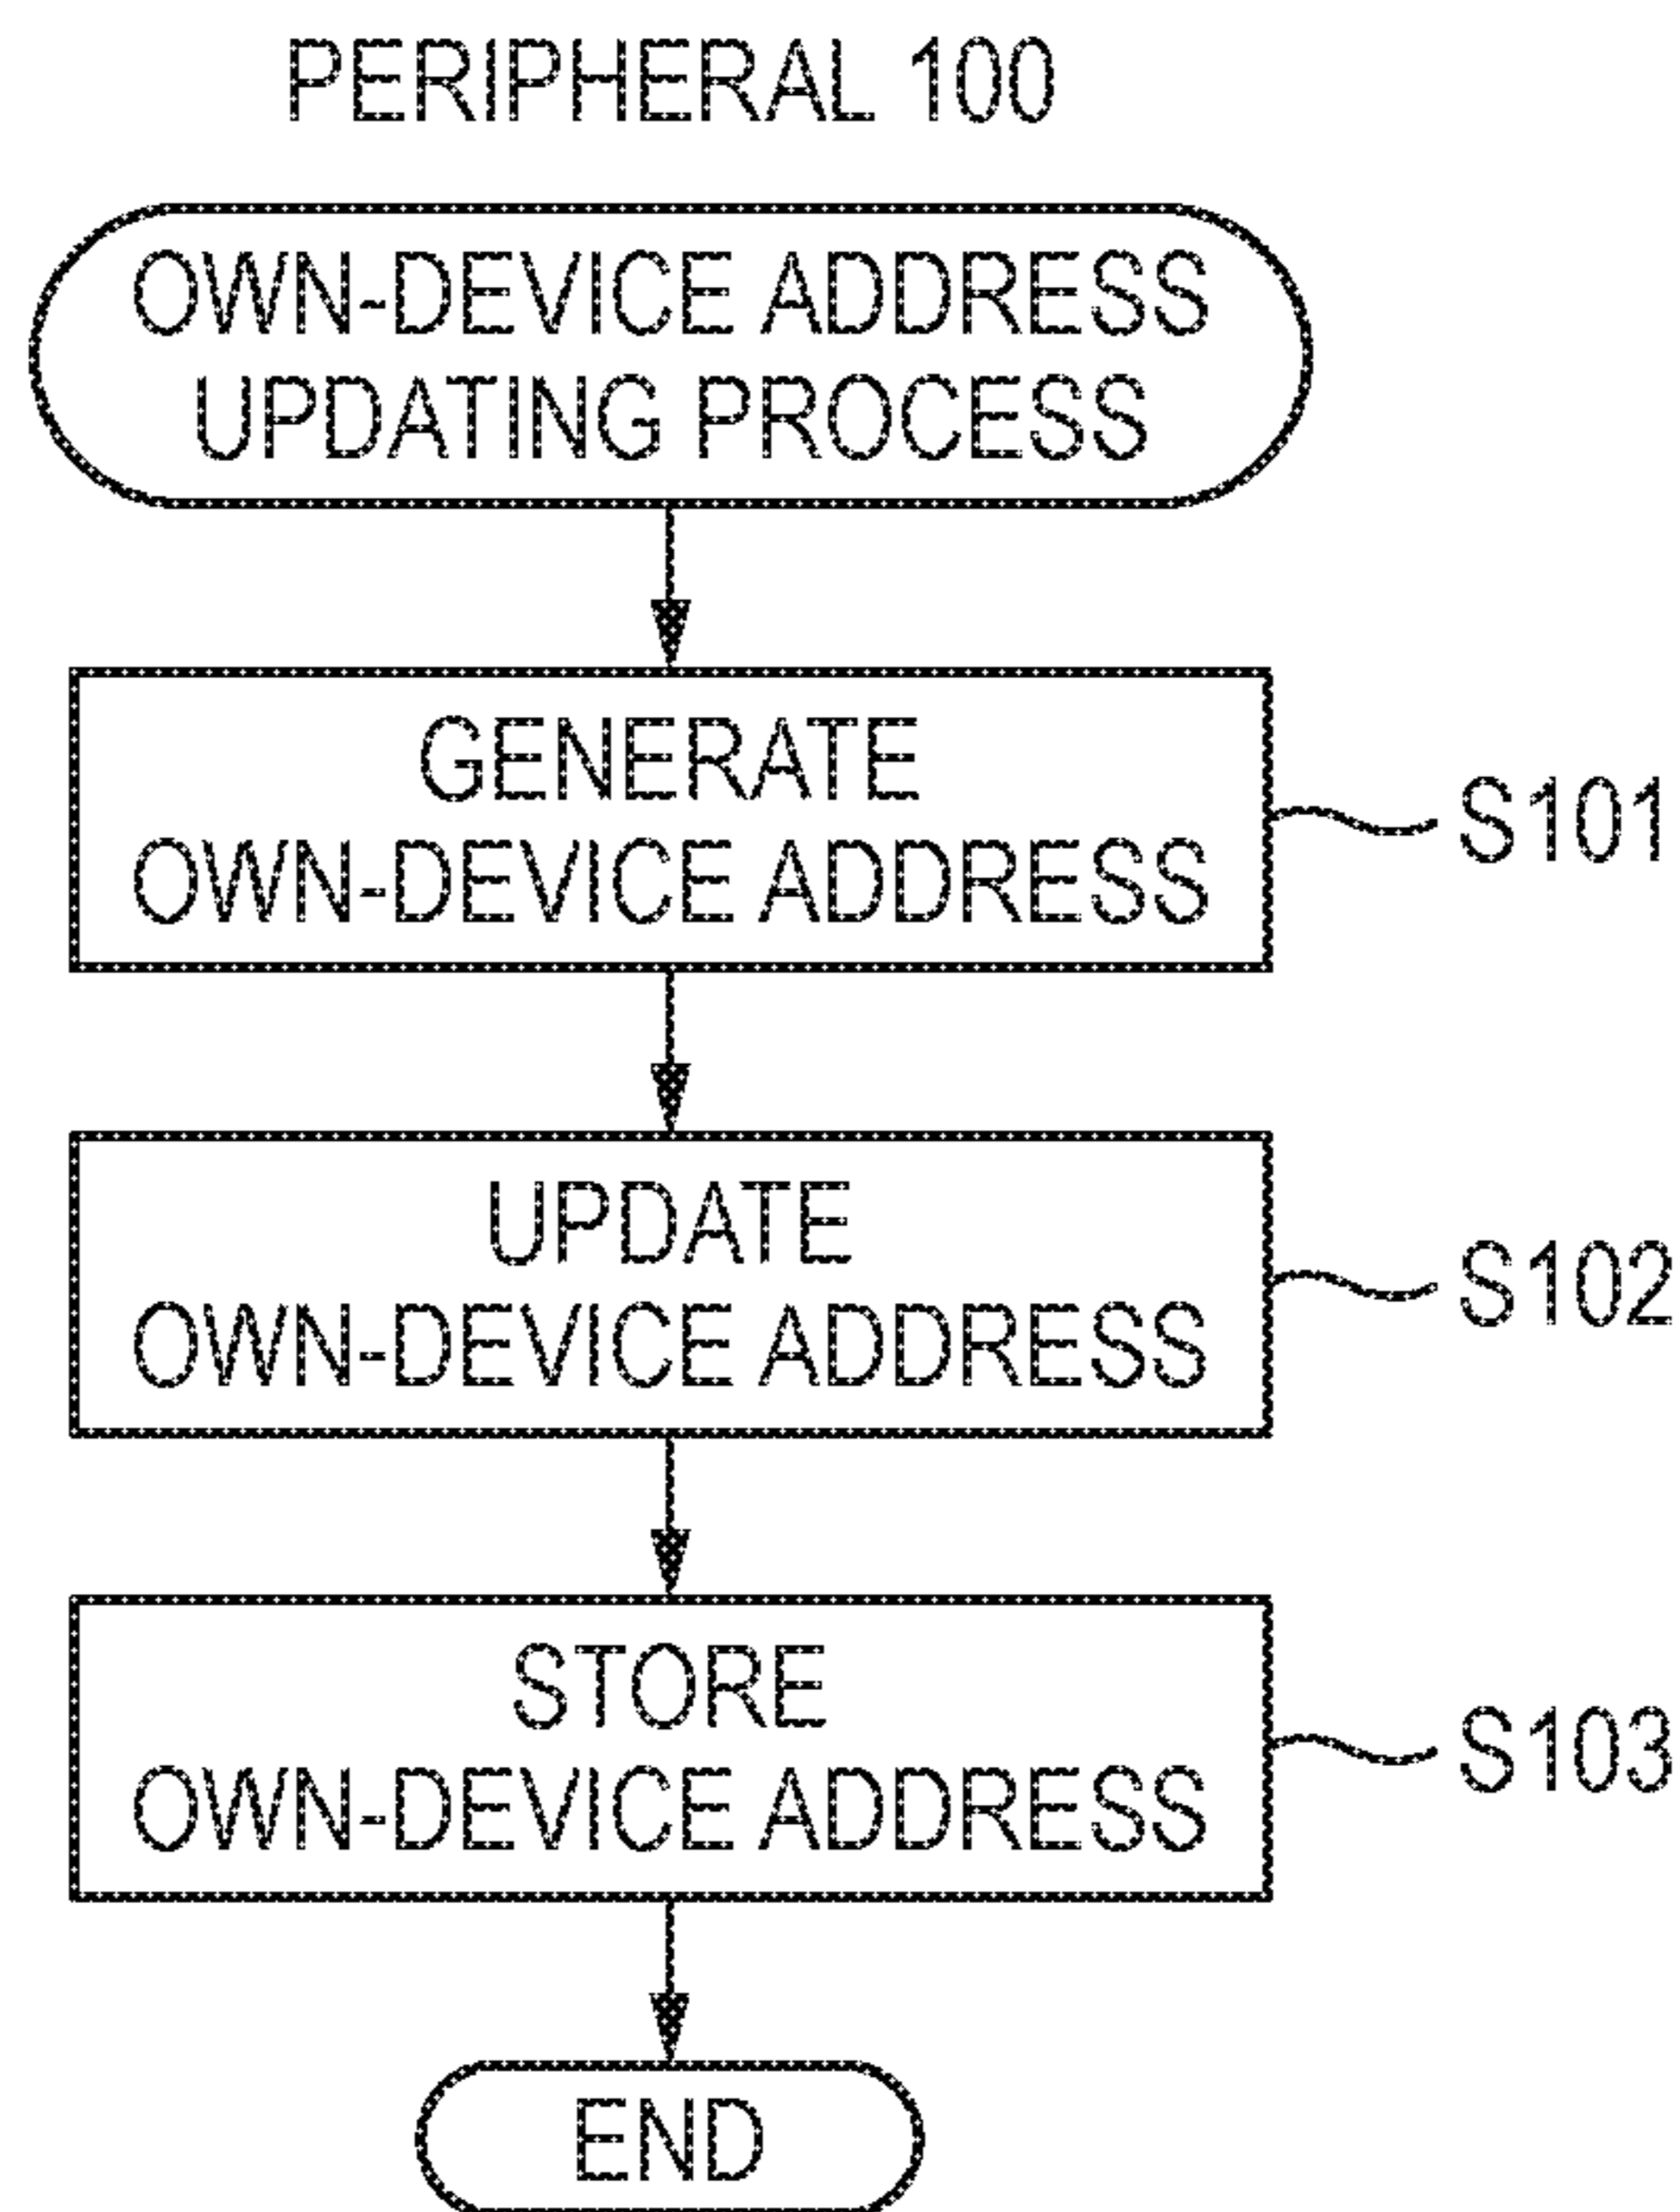 PERIPHERAL 100
OWN-DEVICE ADDRESS
UPDATING PROCESS
GENERATE
OWN-DEVICE ADDRESS
S101
UPDATE
OWN-DEVICE ADDRESS
S102
STORE
OWN-DEVICE ADDRESS
S103
END